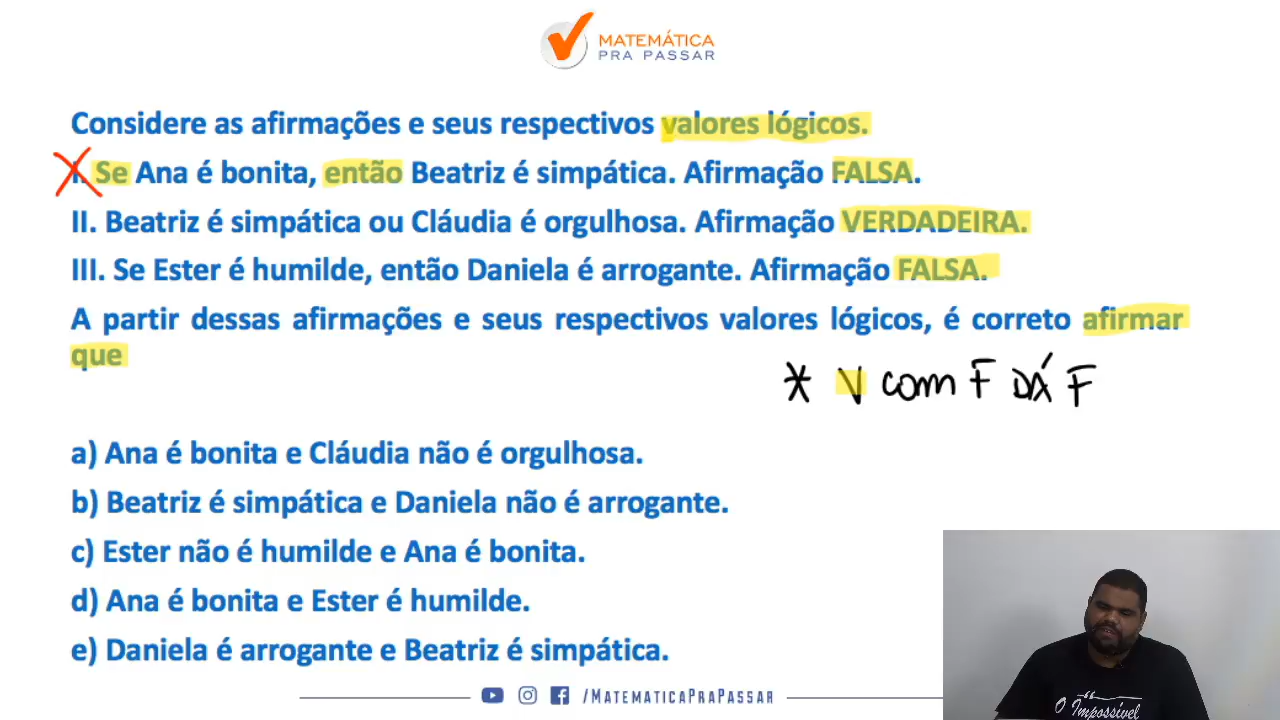 MATEMÁTICA
PRA PASSAR
Considere as afirmações e seus respectivos valores lógicos.
I. Se Ana é bonita, então Beatriz é simpática. Afirmação FALSA.
II. Beatriz é simpática ou Cláudia é orgulhosa. Afirmação VERDADEIRA.
III. Se Ester é humilde, então Daniela é arrogante. Afirmação FALSA.
A partir dessas afirmações e seus respectivos valores lógicos, é correto afirmar
que
* V com F DÁ F
a) Ana é bonita e Cláudia não é orgulhosa.
b) Beatriz é simpática e Daniela não é arrogante.
c) Ester não é humilde e Ana é bonita.
d) Ana é bonita e Ester é humilde.
e) Daniela é arrogante e Beatriz é simpática.
/MATEMATICAPRAPASSAR
O Impossível